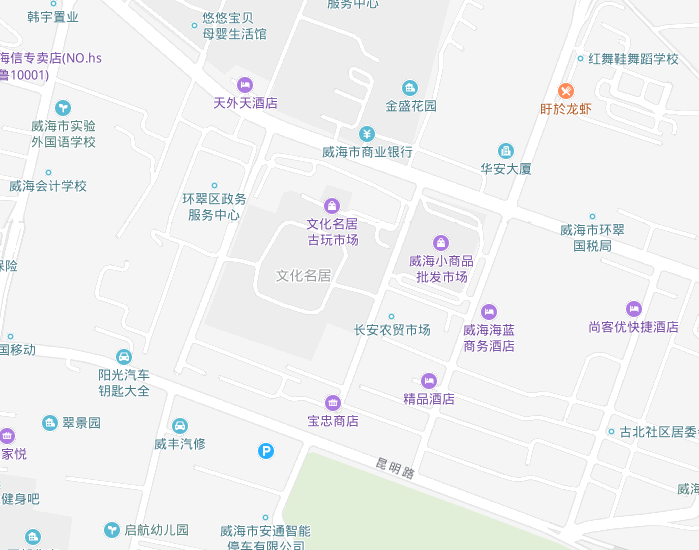 服务中心
韩宇置业
悠悠宝贝
母婴生活馆
海信专卖店(NO.hs
鲁10001)
红舞鞋舞蹈学校
天外天酒店
金盛花园
盱於龙虾
威海市实验
外国语学校
威海市商业银行
华安大厦
威海会计学校
环翠区政务
服务中心
文化名居
古玩市场
威海市环翠
国税局
威海小商品
批发市场
保险
文化名居
长安农贸市场
威海海蓝
商务酒店
尚客优快捷酒店
国移动
阳光汽车
钥匙大全
精品酒店
宝忠商店
翠景园
威丰汽修
古北社区居委
家悦
P
昆明路
健身吧
威海
启航幼儿园
威海市安通智能
停车有限公司